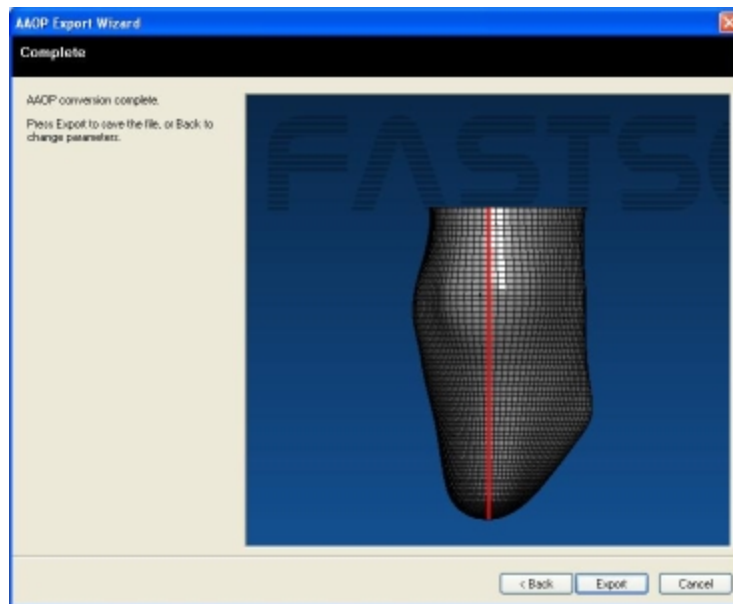 AAOP Export Wizard
Complete
AAOP conversion complete.
Press Export to save the file, or Back to
change parameters.
FASTSC
< Back
Export
Cancel